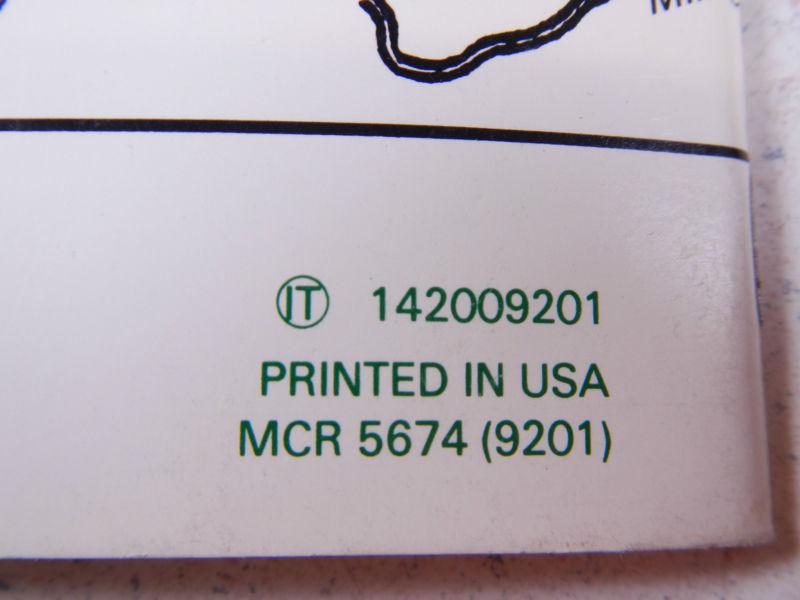 IT 142009201
PRINTED IN USA
MCR 5674 (9201)